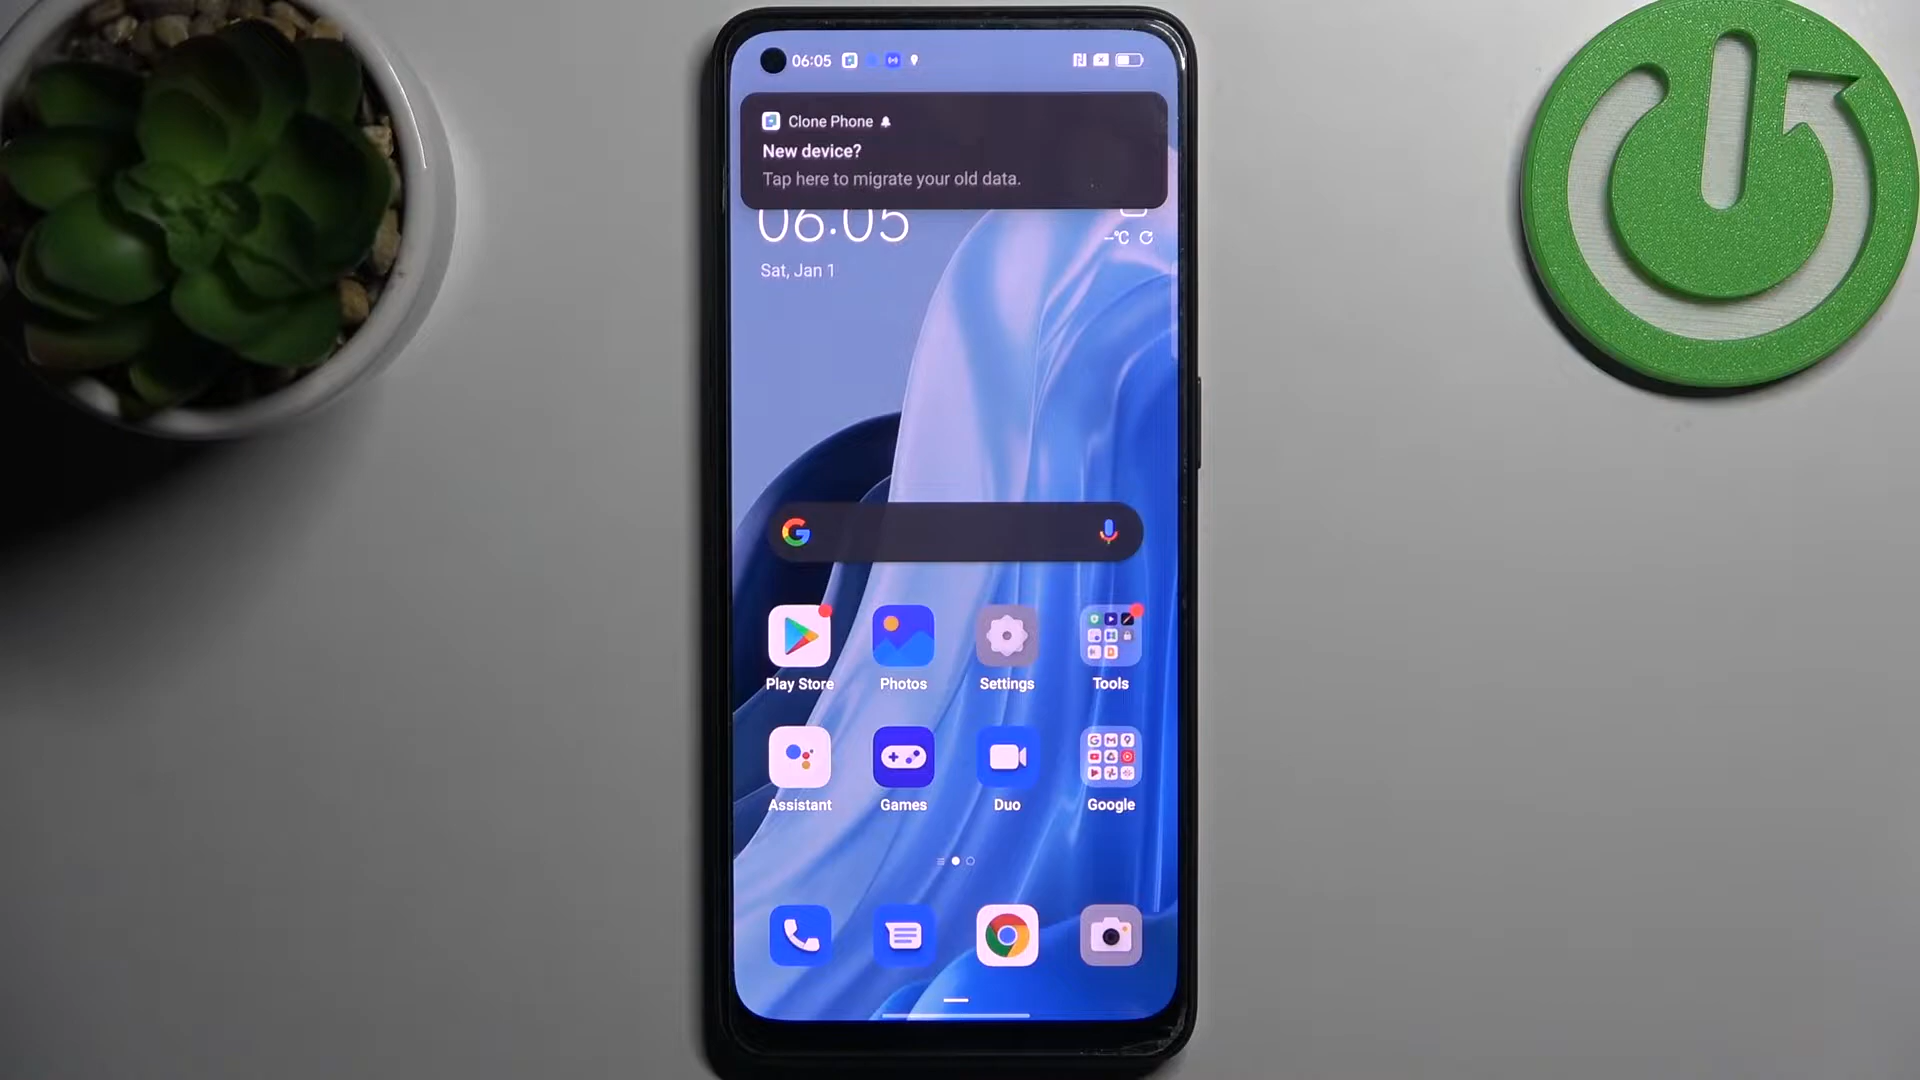 06:05
Clone Phone
New device?
Tap here to migrate your old data.
06:05
--°C
Sat, Jan 1
Play Store
Photos
Settings
Tools
Assistant
Games
Duo
Google